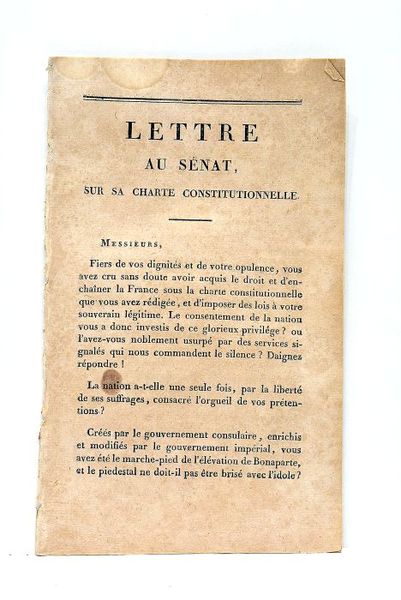 LETTRE
AU SÉNAT,
SUR SA CHARTE CONSTITUTIONNELLE.
Messieurs,
Fiers de vos dignités et de votre opulence, vous
avez cru sans doute avoir acquis le droit et d'en-
chaîner la France sous la charte constitutionnelle
que vous avez rédigée, et d'imposer des lois à votre
souverain légitime. Le consentement de la nation
vous a donc investis de ce glorieux privilége? ou
l'avez-vous noblement usurpé par des services si-
gnalés qui nous commandent le silence? Daignez
répondre!
La nation a-t-elle une seule fois, par la liberté
de ses suffrages, consacré l'orgueil de vos préten-
tions?
Créés par le gouvernement consulaire, enrichis
et modifiés par le gouvernement impérial, vous
avez été le marche-pied de l'élévation de Bonaparte,
et le piedestal ne doit-il pas être brisé avec l'idole?